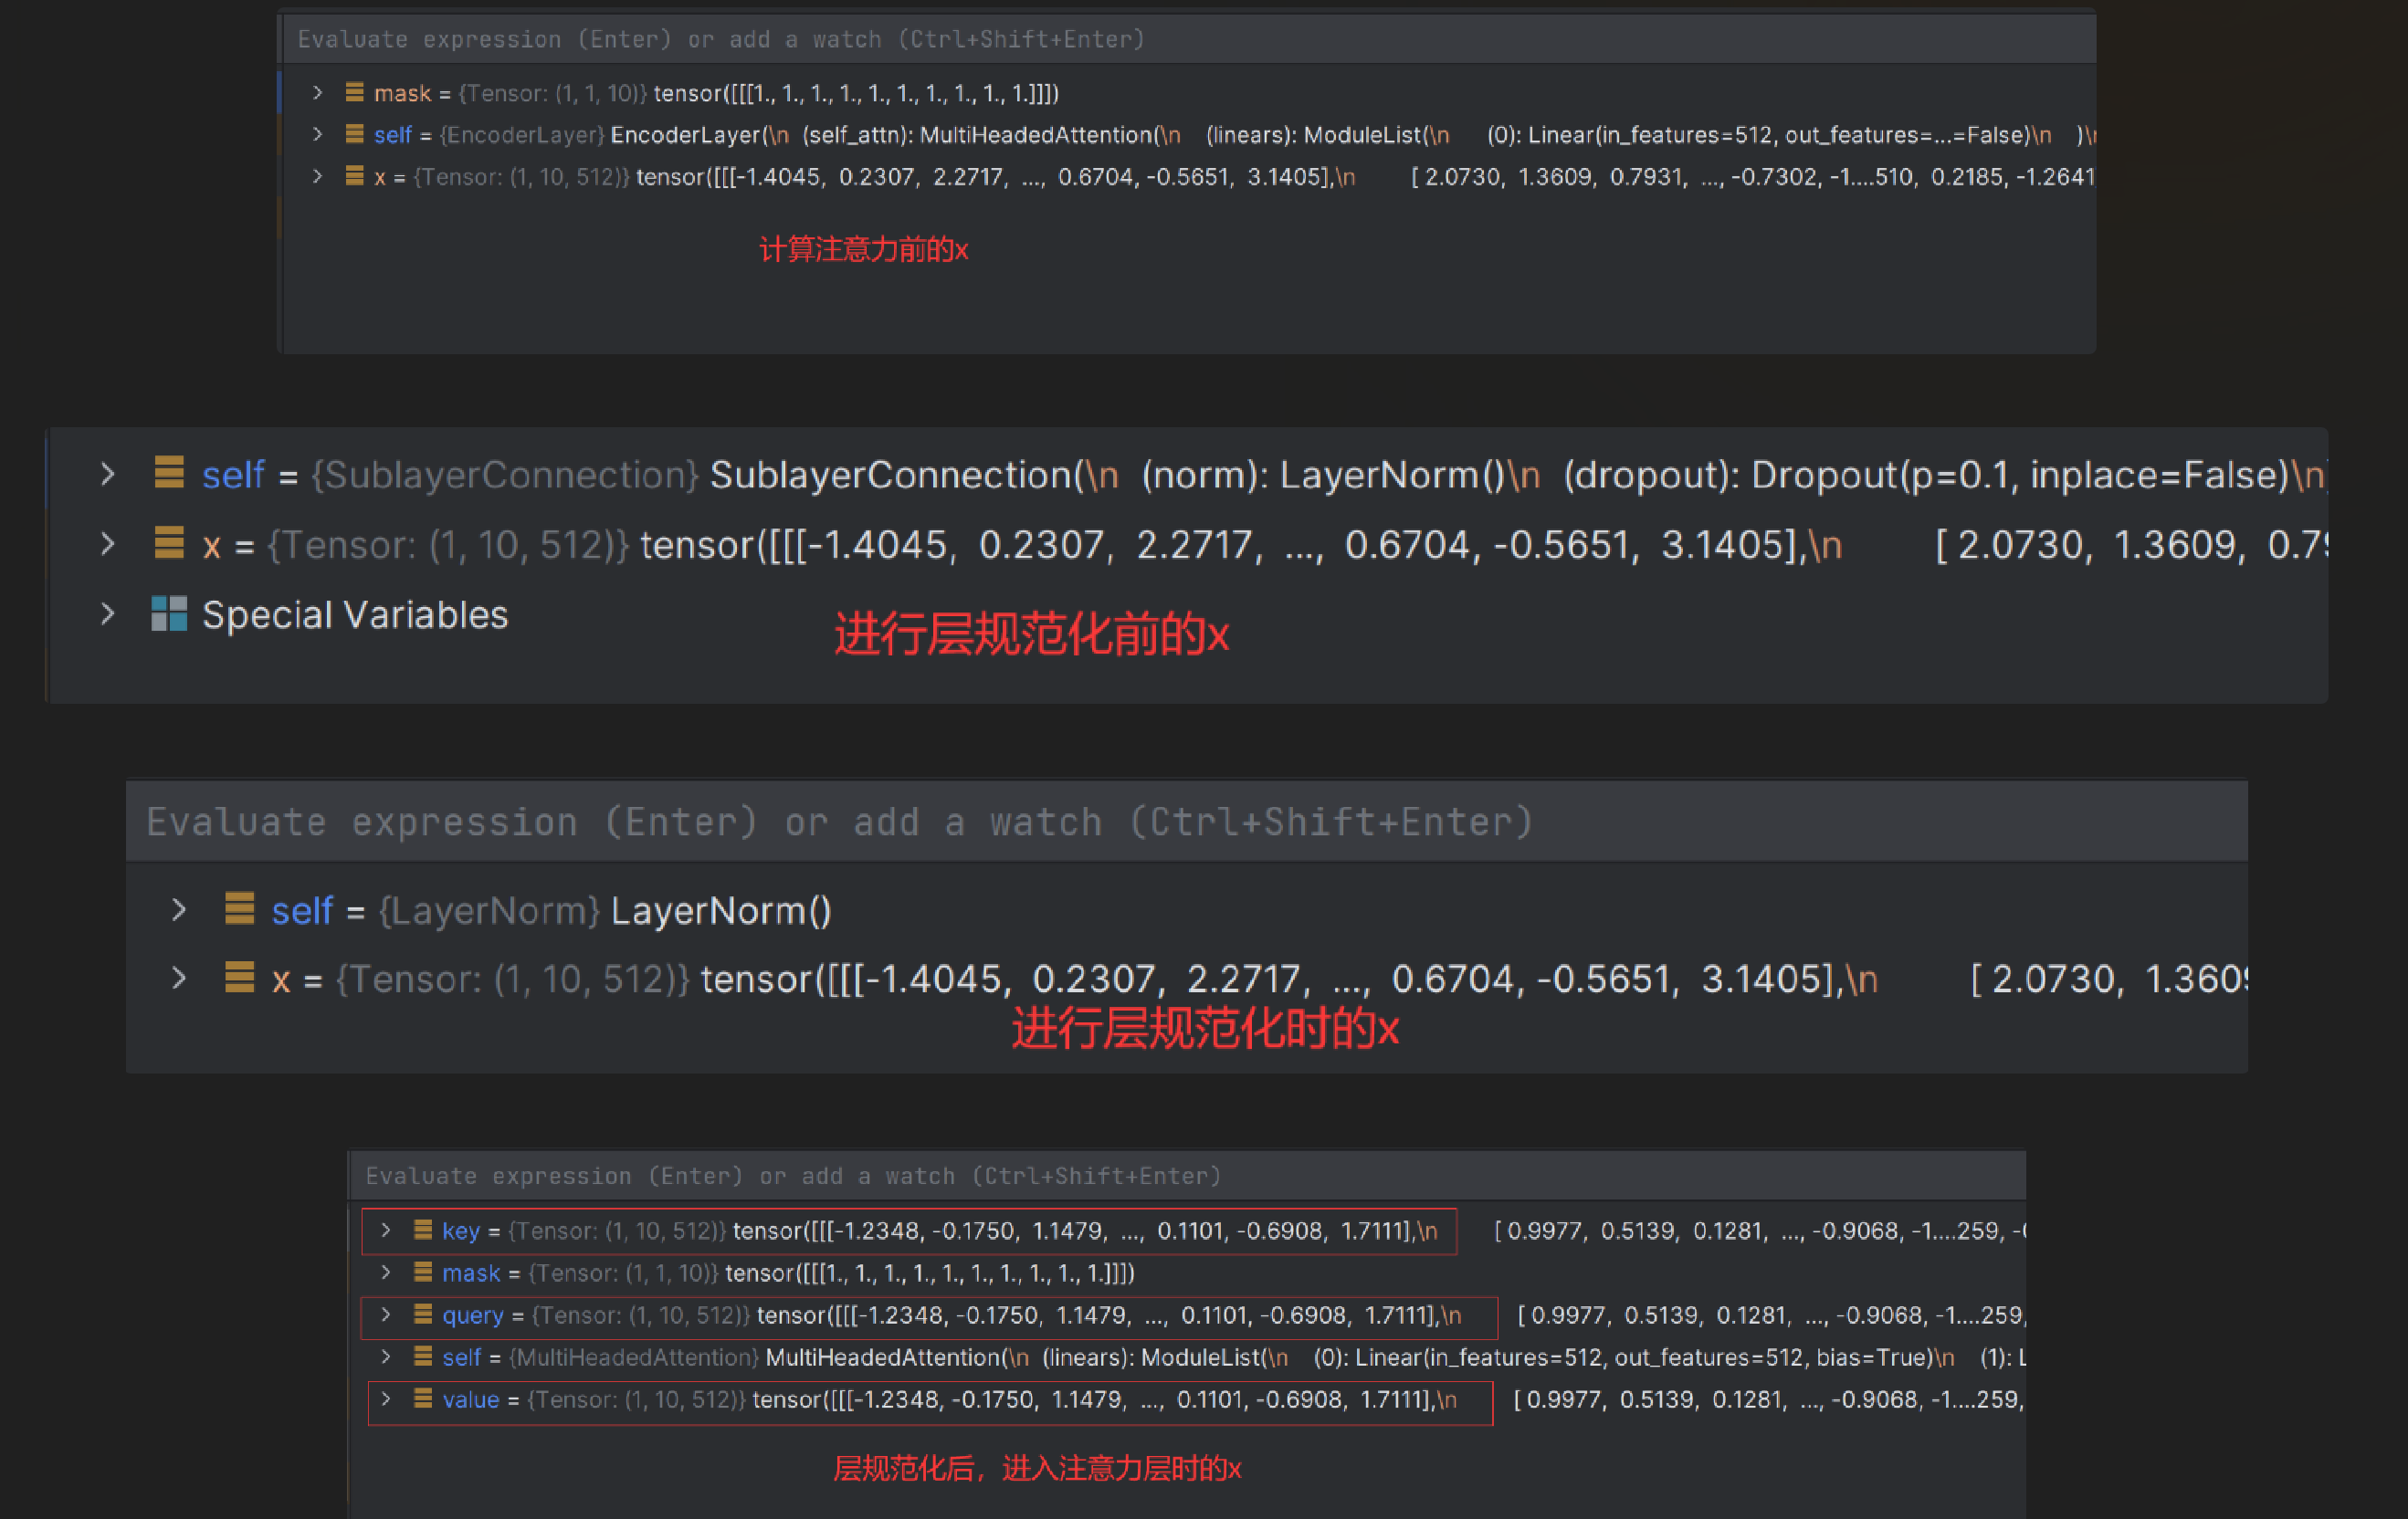 Evaluate expression (Enter) or add a watch (Ctrl+Shift+Enter)
mask = {Tensor: (1, 1, 10)} tensor([[[1., 1., 1., 1., 1., 1., 1., 1., 1., 1.]]])
self = {EncoderLayer} EncoderLayer(\n (self_attn): MultiHeadedAttention(\n (linears): ModuleList(\n (0): Linear(in_features=512, out_features=...=False)\n )\n
x = {Tensor: (1, 10, 512)} tensor([[[-1.4045, 0.2307, 2.2717, ..., 0.6704, -0.5651, 3.1405],\n [ 2.0730, 1.3609, 0.7931, ..., -0.7302, -1....510, 0.2185, -1.2641
计算注意力前的x
self = {SublayerConnection} SublayerConnection(\n (norm): LayerNorm()\n (dropout): Dropout(p=0.1, inplace=False)\n
x = {Tensor: (1, 10, 512)} tensor([[[-1.4045, 0.2307, 2.2717, ..., 0.6704, -0.5651, 3.1405],\n [ 2.0730, 1.3609, 0.79
Special Variables
进行层规范化前的x
Evaluate expression (Enter) or add a watch (Ctrl+Shift+Enter)
self = {LayerNorm} LayerNorm()
x = {Tensor: (1, 10, 512)} tensor([[[-1.4045, 0.2307, 2.2717, ..., 0.6704, -0.5651, 3.1405],\n [ 2.0730, 1.3609
进行层规范化时的x
Evaluate expression (Enter) or add a watch (Ctrl+Shift+Enter)
key = {Tensor: (1, 10, 512)} tensor([[[-1.2348, -0.1750, 1.1479, ..., 0.1101, -0.6908, 1.7111],\n [ 0.9977, 0.5139, 0.1281, ..., -0.9068, -1....259, -0
mask = {Tensor: (1, 1, 10)} tensor([[[1., 1., 1., 1., 1., 1., 1., 1., 1., 1.]]])
query = {Tensor: (1, 10, 512)} tensor([[[-1.2348, -0.1750, 1.1479, ..., 0.1101, -0.6908, 1.7111],\n [ 0.9977, 0.5139, 0.1281, ..., -0.9068, -1....259,
self = {MultiHeadedAttention} MultiHeadedAttention(\n (linears): ModuleList(\n (0): Linear(in_features=512, out_features=512, bias=True)\n (1): L
value = {Tensor: (1, 10, 512)} tensor([[[-1.2348, -0.1750, 1.1479, ..., 0.1101, -0.6908, 1.7111],\n [ 0.9977, 0.5139, 0.1281, ..., -0.9068, -1....259,
层规范化后，进入注意力层时的x